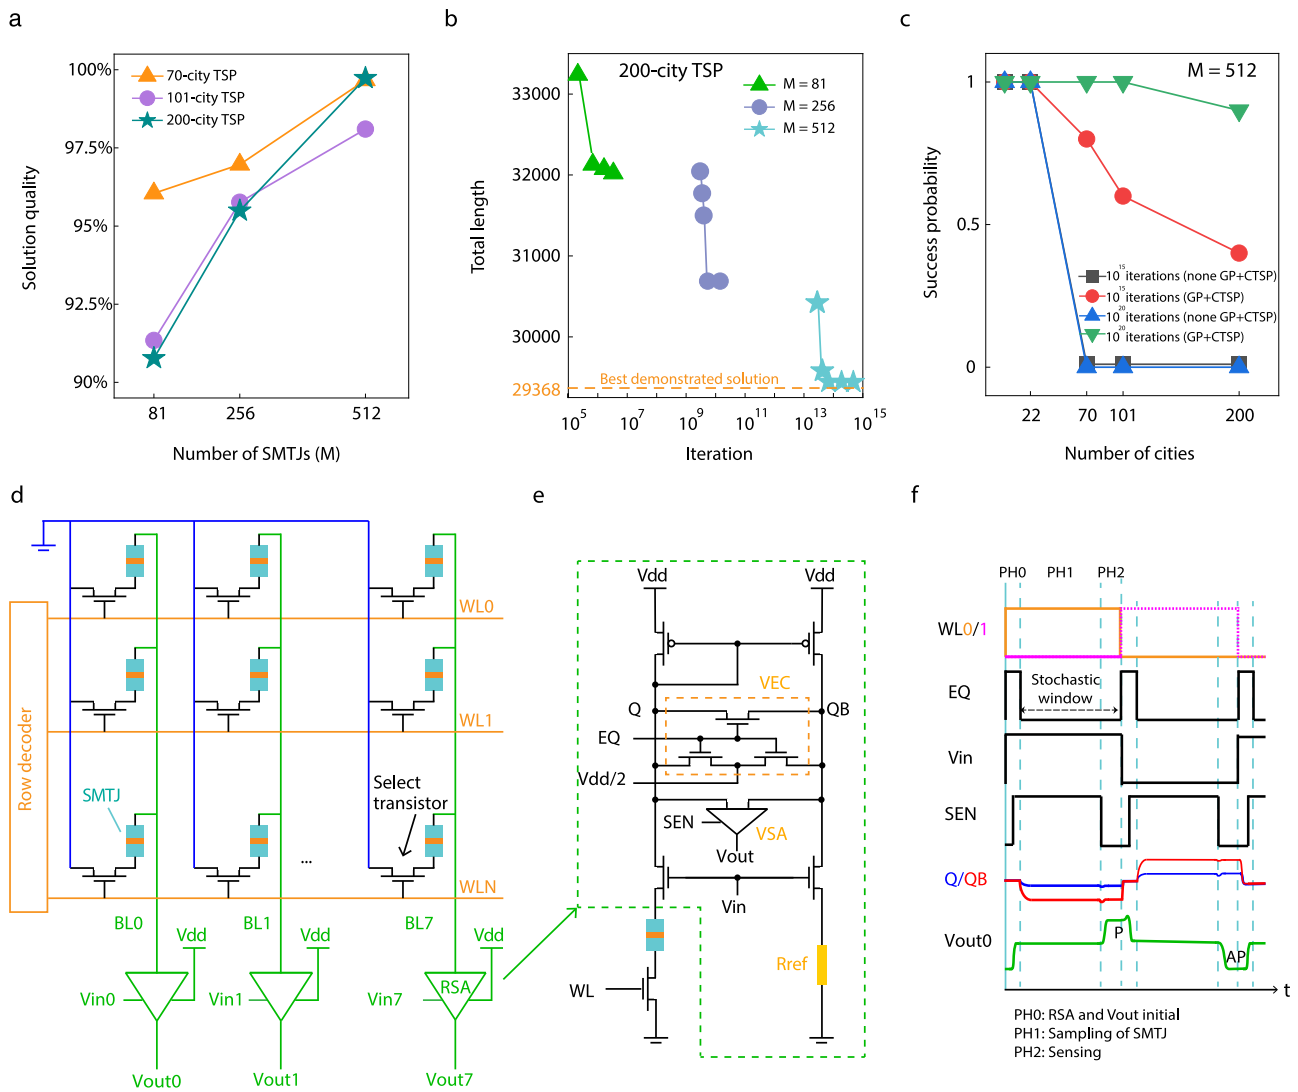 a
100%
97.5%
95%
92.5%
90%
Solution quality
70-city TSP
101-city TSP
200-city TSP
81
256
512
Number of SMTJs (M)
b
200-city TSP
M = 81
M = 256
M = 512
33000
32000
31000
30000
29368
Total length
Best demonstrated solution
10^5
10^7
10^9
10^11
10^13
10^15
Iteration
c
M = 512
1
0.5
0
Success probability
10^15 iterations (none GP+CTSP)
10^15 iterations (GP+CTSP)
10^20 iterations (none GP+CTSP)
10^20 iterations (GP+CTSP)
22
70
101
200
Number of cities
d
Row decoder
WL0
WL1
SMTJ
Select
transistor
...
WLN
BL0
BL1
BL7
Vdd
Vdd
Vdd
Vin0
Vin1
Vin7
RSA
Vout0
Vout1
Vout7
e
Vdd
Vdd
VEC
Q
QB
EQ
Vdd/2
SEN
VSA
Vout
Vin
Rref
WL
f
PH0
PH1
PH2
WL0/1
EQ
Stochastic
window
Vin
SEN
Q/QB
Vout0
P
AP
t
PH0: RSA and Vout initial
PH1: Sampling of SMTJ
PH2: Sensing